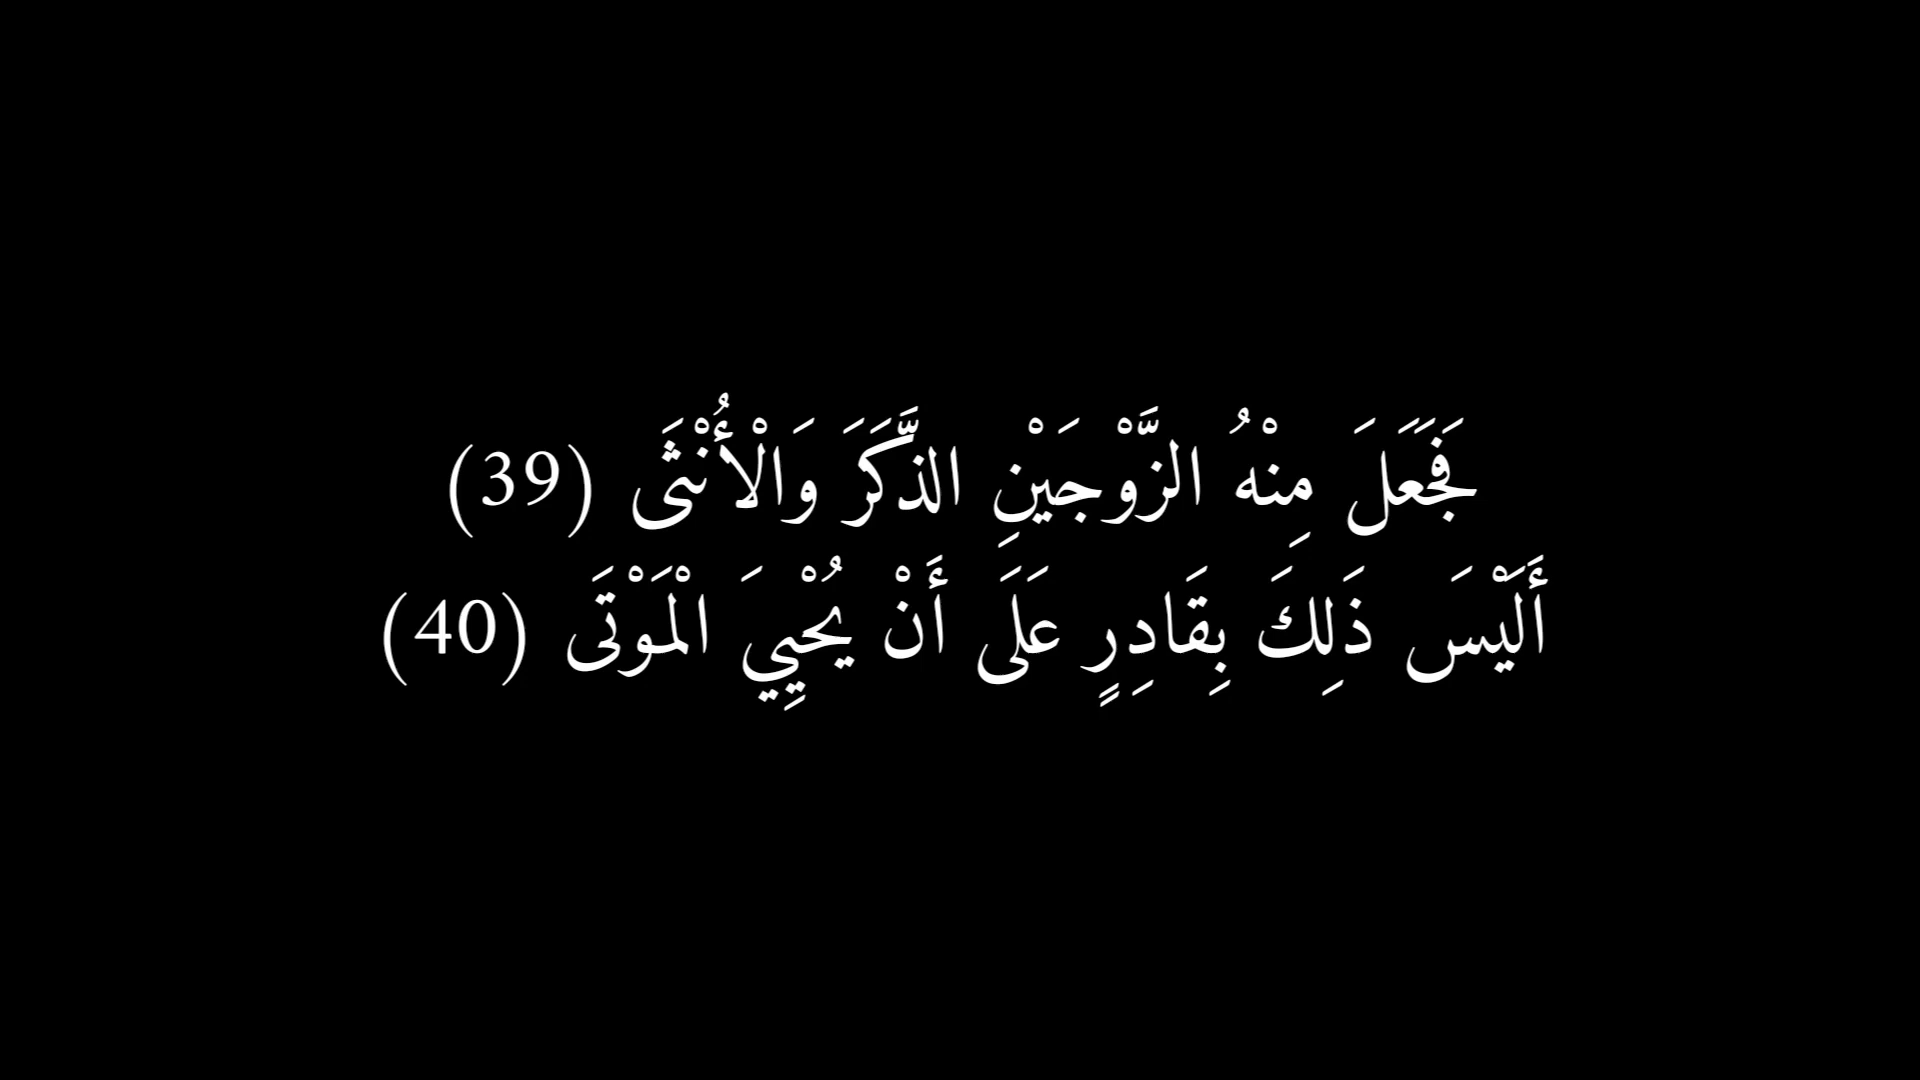 فَجَعَلَ مِنْهُ الزَّوْجَيْنِ الذَّكَرَ وَالْأُنْثَى (39)
أَلَيْسَ ذَلِكَ بِقَادِرٍ عَلَى أَنْ يُحْيِيَ الْمَوْتَى (40)